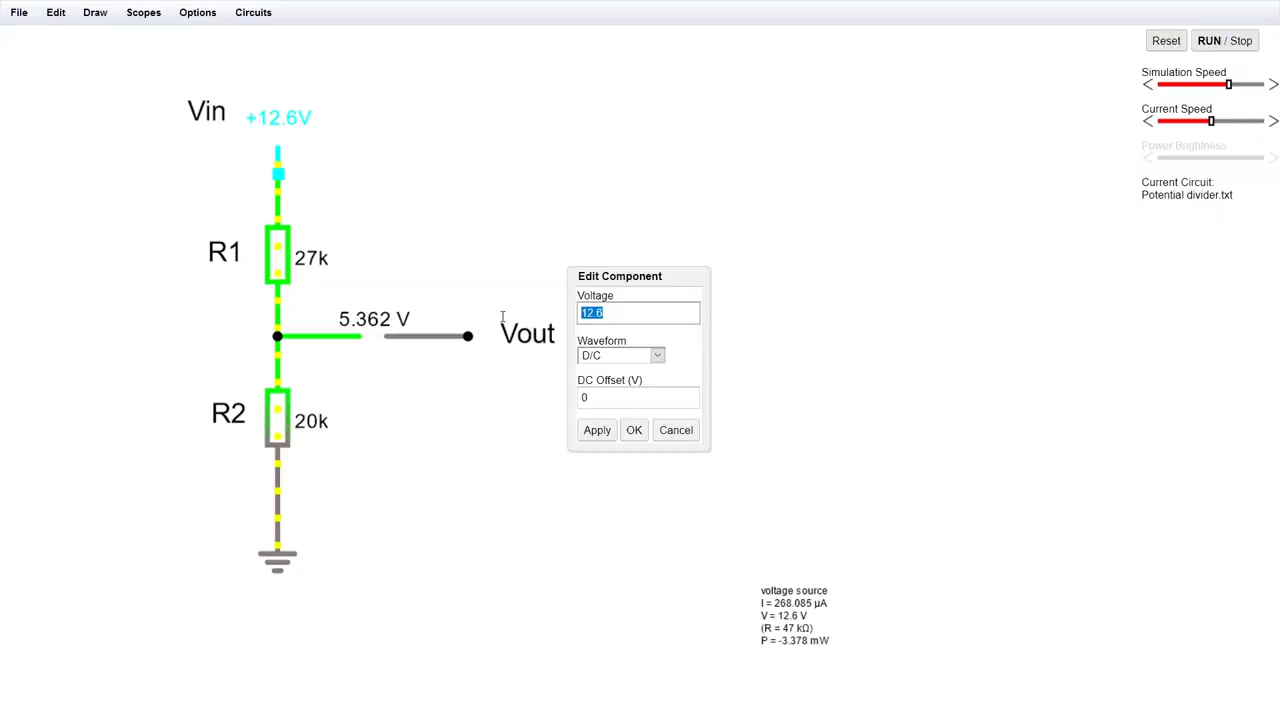 File Edit Draw Scopes Options Circuits
Reset RUN / Stop
Simulation Speed
Current Speed
Power Brightness
Current Circuit:
Potential divider.txt
Vin +12.6V
R1 27k
5.362 V
Vout
R2 20k
Edit Component
Voltage
12.6
Waveform
D/C
DC Offset (V)
0
Apply OK Cancel
voltage source
I = 268.085 μA
V = 12.6 V
(R = 47 kΩ)
P = -3.378 mW